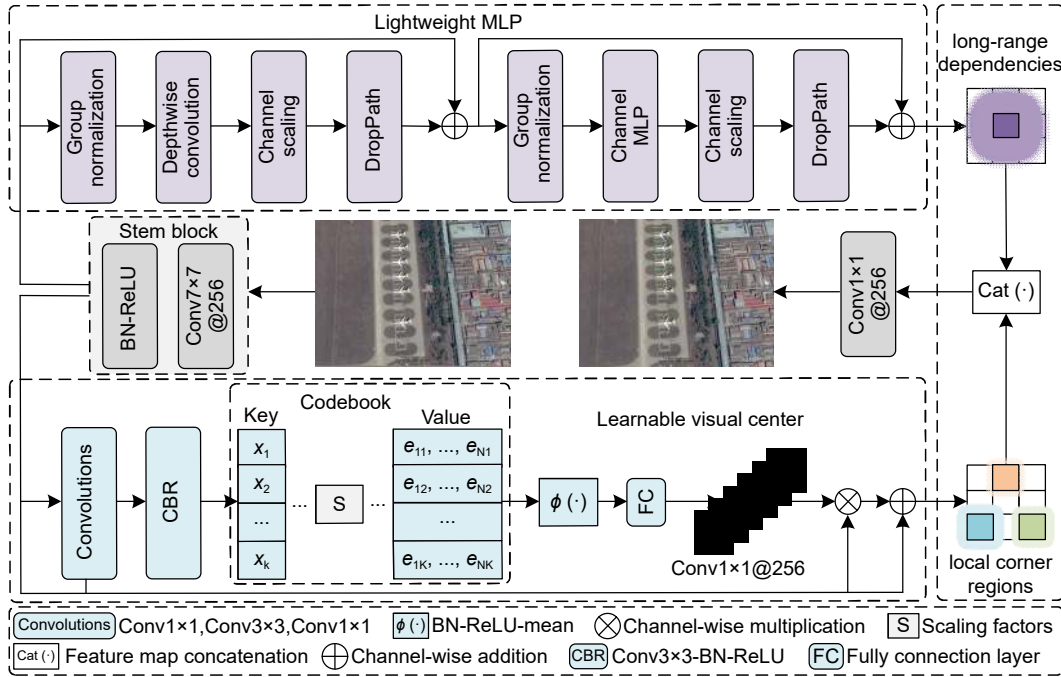 Lightweight MLP
Group
normalization
Depthwise
convolution
Channel
scaling
DropPath
Group
normalization
Channel
MLP
Channel
scaling
DropPath
long-range
dependencies
Stem block
BN-ReLU
Conv7×7
@256
Conv1×1
@256
Cat (·)
Codebook
Key
Value
Learnable visual center
Convolutions
CBR
x1
x2
...
xk
...
S
...
e11, ..., eN1
e12, ..., eN2
...
e1K, ..., eNK
ϕ (·)
FC
Conv1×1@256
local corner
regions
Convolutions Conv1×1,Conv3×3,Conv1×1 ϕ (·) BN-ReLU-mean Channel-wise multiplication S Scaling factors
Cat (·) Feature map concatenation Channel-wise addition CBR Conv3×3-BN-ReLU FC Fully connection layer